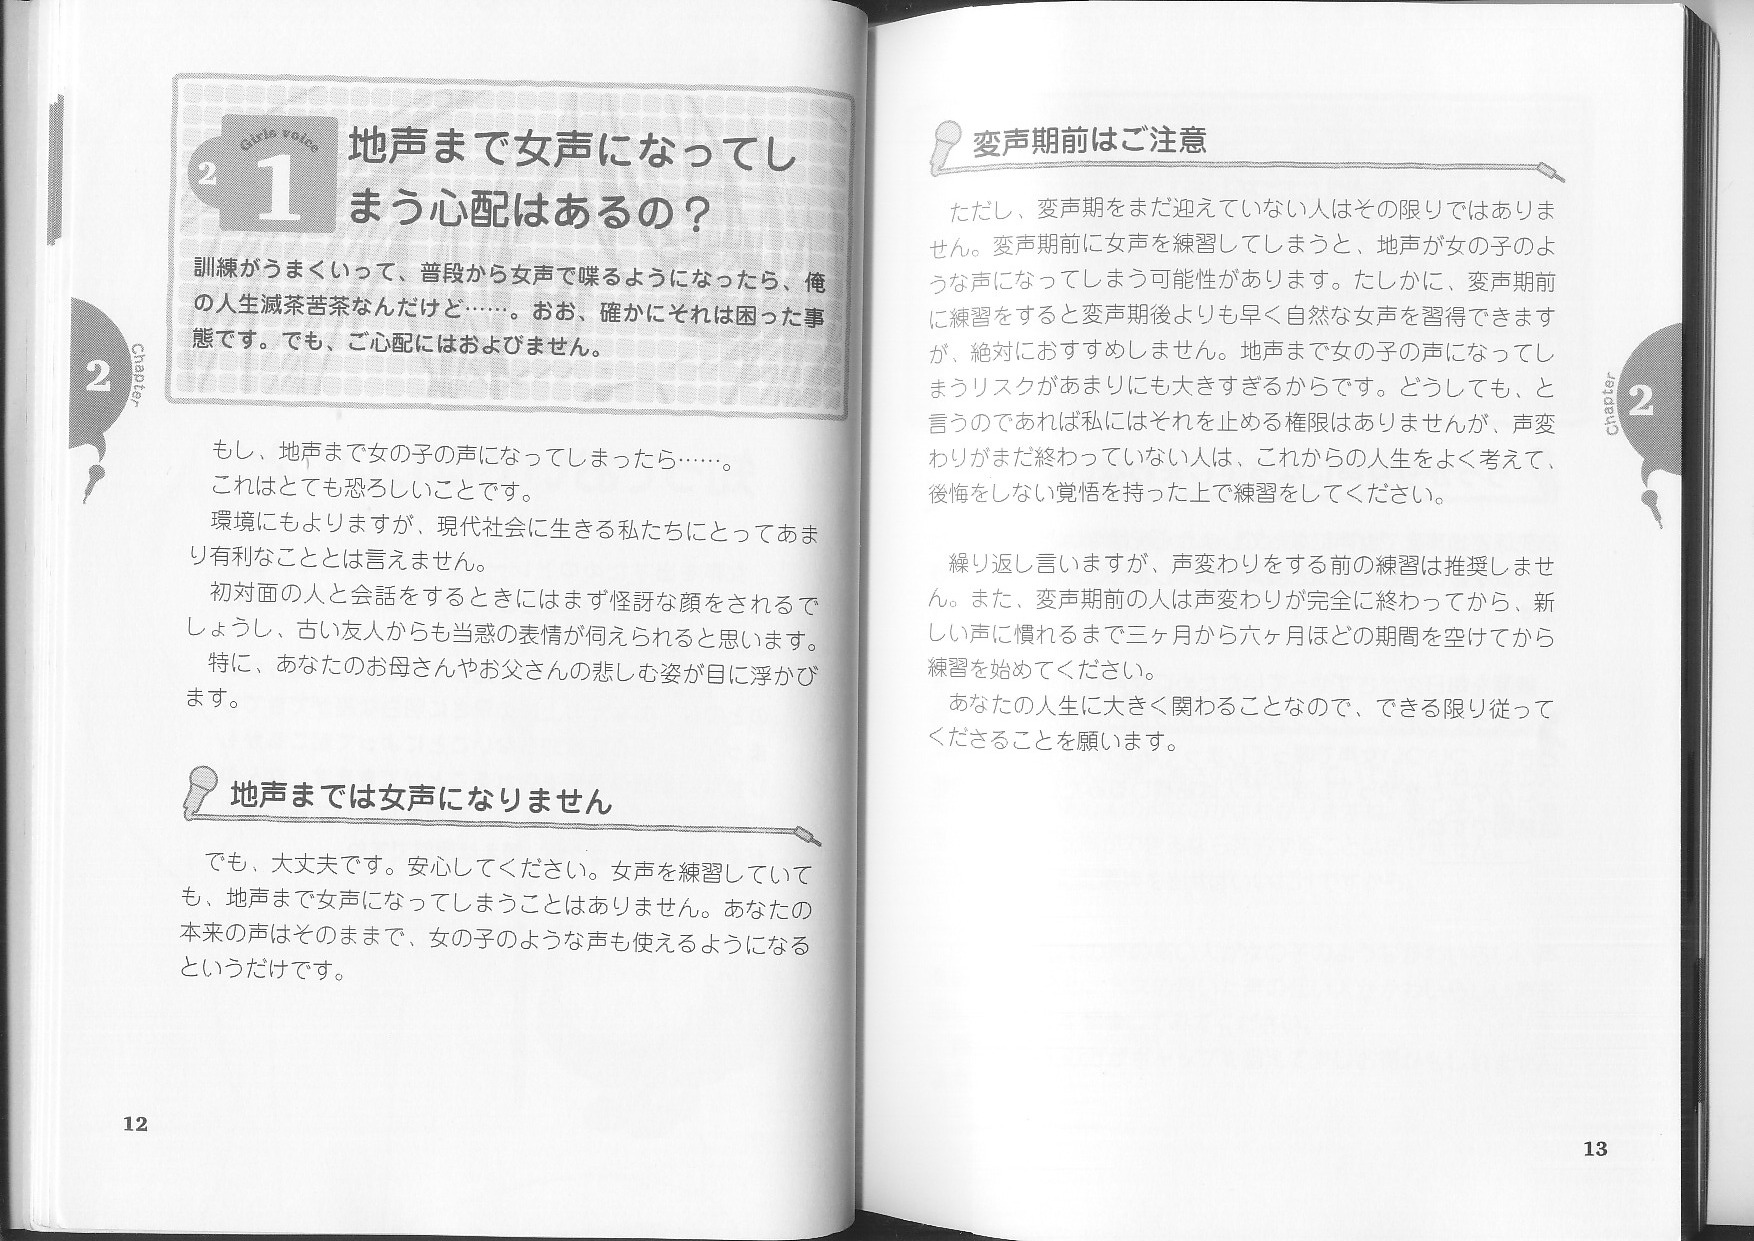 Girls voice
2
1
地声まで女声になってし
まう心配はあるの？
訓練がうまくいって、普段から女声で喋るようになったら、俺
の人生滅茶苦茶なんだけど……。おお、確かにそれは困った事
態です。でも、ご心配にはおよびません。
Chapter
2
もし、地声まで女の子の声になってしまったら……。
これはとても恐ろしいことです。
環境にもよりますが、現代社会に生きる私たちにとってあま
り有利なこととは言えません。
初対面の人と会話をするときにはまず怪訝な顔をされるで
しょうし、古い友人からも当惑の表情が伺えられると思います。
特に、あなたのお母さんやお父さんの悲しむ姿が目に浮かび
ます。
地声までは女声になりません
でも、大丈夫です。安心してください。女声を練習していて
も、地声まで女声になってしまうことはありません。あなたの
本来の声はそのままで、女の子のような声も使えるようになる
というだけです。
12
変声期前はご注意
ただし、変声期をまだ迎えていない人はその限りではありま
せん。変声期前に女声を練習してしまうと、地声が女の子のよ
うな声になってしまう可能性があります。たしかに、変声期前
に練習をすると変声期後よりも早く自然な女声を習得できます
が、絶対におすすめしません。地声まで女の子の声になってし
まうリスクがあまりにも大きすぎるからです。どうしても、と
言うのであれば私にはそれを止める権限はありませんが、声変
わりがまだ終わっていない人は、これからの人生をよく考えて、
後悔をしない覚悟を持った上で練習をしてください。
繰り返し言いますが、声変わりをする前の練習は推奨しませ
ん。また、変声期前の人は声変わりが完全に終わってから、新
しい声に慣れるまで三ヶ月から六ヶ月ほどの期間を空けてから
練習を始めてください。
あなたの人生に大きく関わることなので、できる限り従って
くださることを願います。
Chapter
2
13